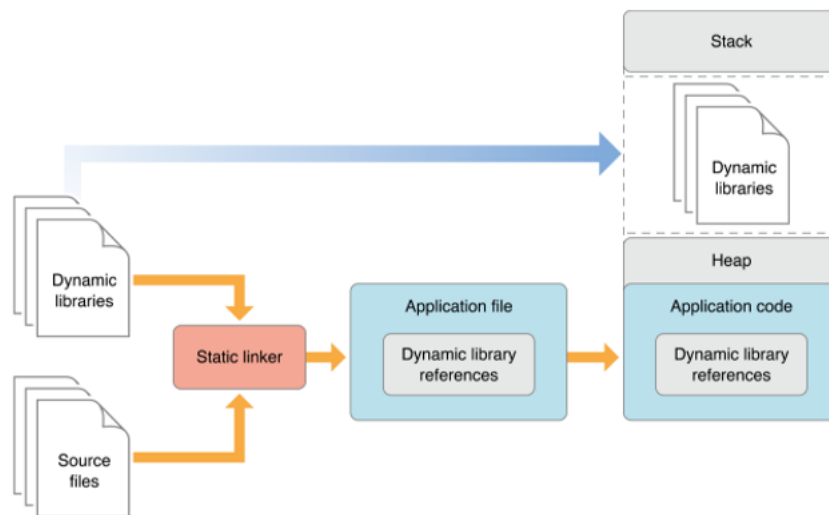 Stack
Dynamic
libraries
Dynamic
libraries
Heap
Application file
Application code
Static linker
Dynamic library
references
Dynamic library
references
Source
files